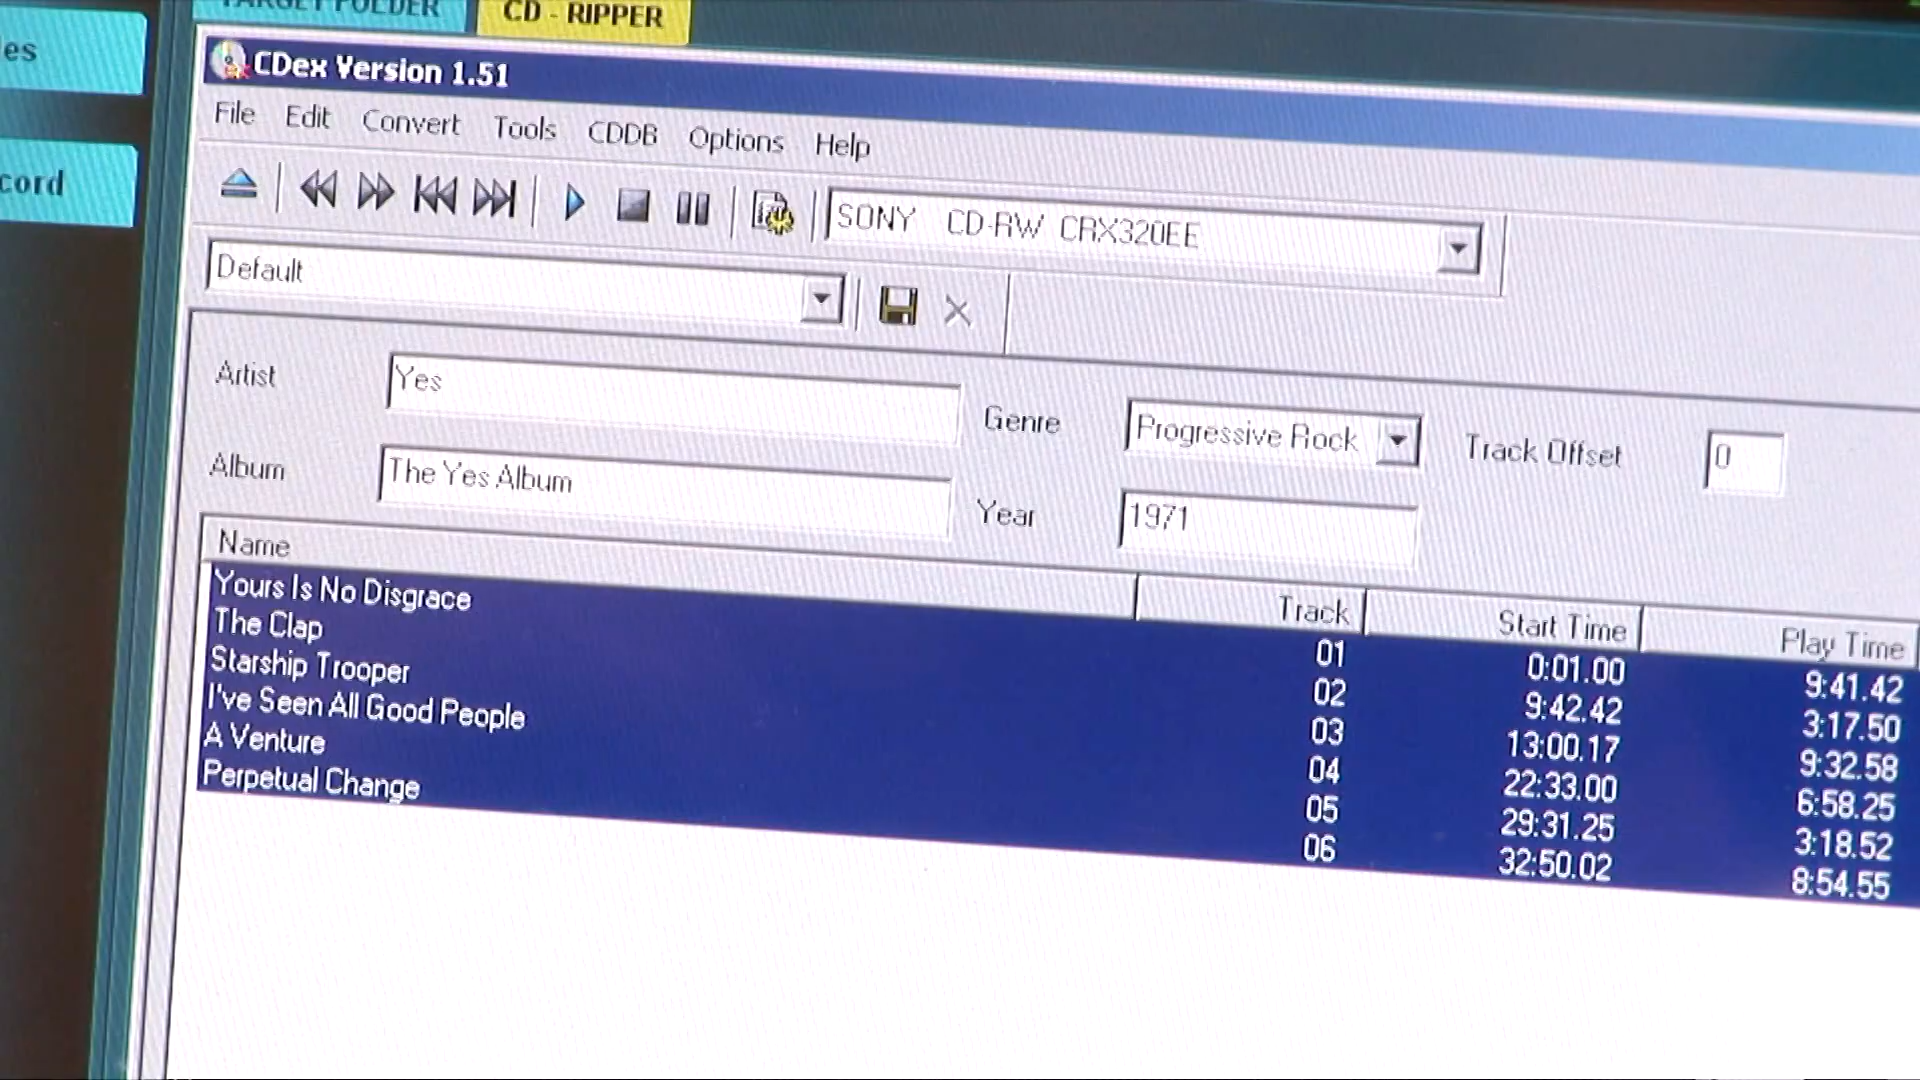 TARGET FOLDER
CD - RIPPER
es
cord
CDex Version 1.51
File Edit Convert Tools CDDB Options Help
SONY CD-RW CRX320EE
Default
Artist Yes
Genre Progressive Rock
Track Offset 0
Album The Yes Album
Year 1971
Name Track Start Time Play Time
Yours Is No Disgrace 01 0:01.00 9:41.42
The Clap 02 9:42.42 3:17.50
Starship Trooper 03 13:00.17 9:32.58
I've Seen All Good People 04 22:33.00 6:58.25
A Venture 05 29:31.25 3:18.52
Perpetual Change 06 32:50.02 8:54.55